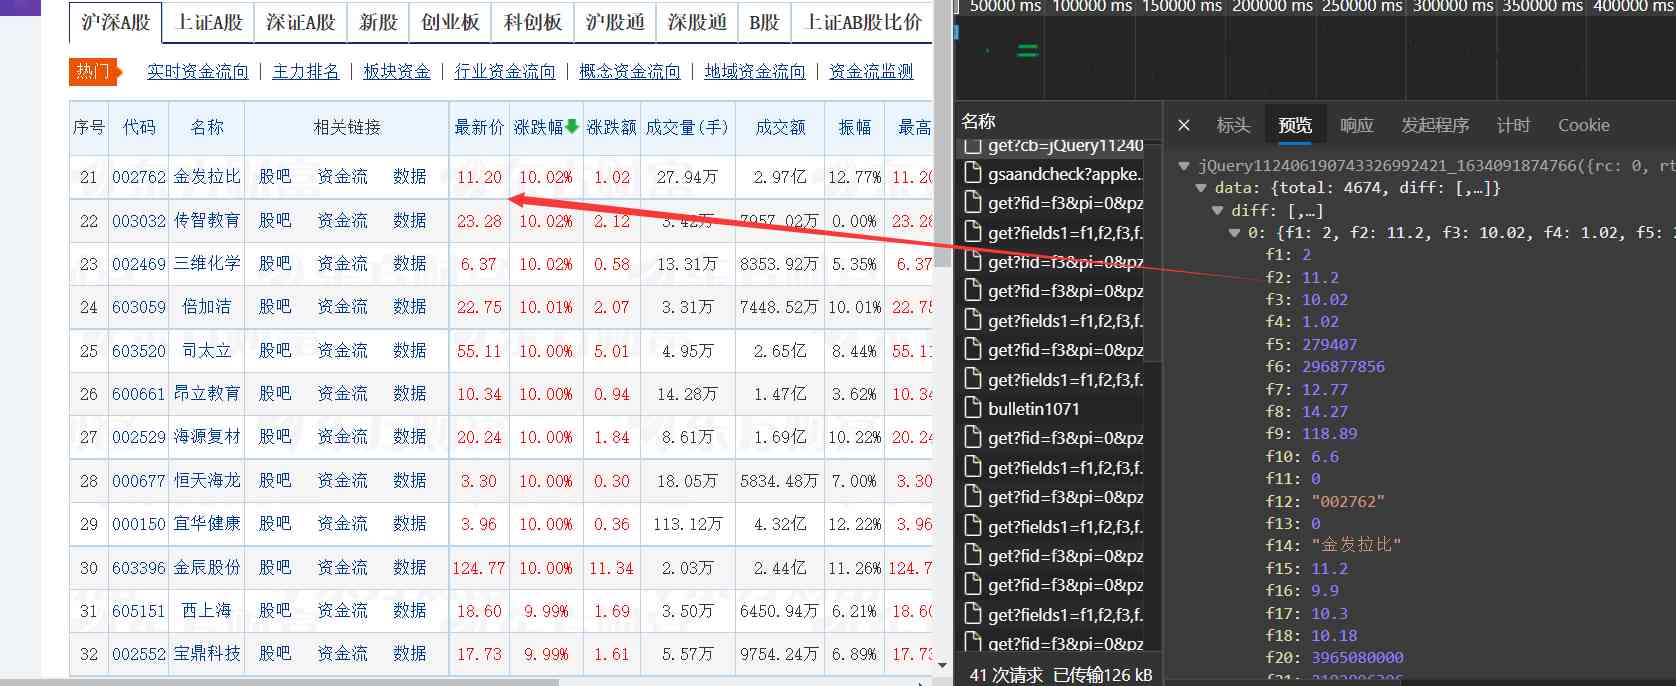 沪深A股 上证A股 深证A股 新股 创业板 科创板 沪股通 深股通 B股 上证AB股比价
热门 实时资金流向 | 主力排名 | 板块资金 | 行业资金流向 | 概念资金流向 | 地域资金流向 | 资金流监测
序号 代码 名称 相关链接 最新价 涨跌幅 涨跌额 成交量(手) 成交额 振幅 最高
21 002762 金发拉比 股吧 资金流 数据 11.20 10.02% 1.02 27.94万 2.97亿 12.77% 11.20
22 003032 传智教育 股吧 资金流 数据 23.28 10.02% 2.12 3.42万 7957.02万 0.00% 23.28
23 002469 三维化学 股吧 资金流 数据 6.37 10.02% 0.58 13.31万 8353.92万 5.35% 6.37
24 603059 倍加洁 股吧 资金流 数据 22.75 10.01% 2.07 3.31万 7448.52万 10.01% 22.75
25 603520 司太立 股吧 资金流 数据 55.11 10.00% 5.01 4.95万 2.65亿 8.44% 55.11
26 600661 昂立教育 股吧 资金流 数据 10.34 10.00% 0.94 14.28万 1.47亿 3.62% 10.34
27 002529 海源复材 股吧 资金流 数据 20.24 10.00% 1.84 8.61万 1.69亿 10.22% 20.24
28 000677 恒天海龙 股吧 资金流 数据 3.30 10.00% 0.30 18.05万 5834.48万 7.00% 3.30
29 000150 宜华健康 股吧 资金流 数据 3.96 10.00% 0.36 113.12万 4.32亿 12.22% 3.96
30 603396 金辰股份 股吧 资金流 数据 124.77 10.00% 11.34 2.03万 2.44亿 11.26% 124.7
31 605151 西上海 股吧 资金流 数据 18.60 9.99% 1.69 3.50万 6450.94万 6.21% 18.60
32 002552 宝鼎科技 股吧 资金流 数据 17.73 9.99% 1.61 5.57万 9754.24万 6.89% 17.73
50000 ms 100000 ms 150000 ms 200000 ms 250000 ms 300000 ms 350000 ms 400000 ms
名称
get?cb=jQuery11240
gsaandcheck?appke...
get?fid=f3&pi=0&pz
get?fields1=f1,f2,f3,f.
get?fid=f3&pi=0&pz
get?fid=f3&pi=0&pz
get?fields1=f1,f2,f3,f.
get?fid=f3&pi=0&pz
get?fields1=f1,f2,f3,f.
bulletin1071
get?fid=f3&pi=0&pz
get?fields1=f1,f2,f3,f.
get?fid=f3&pi=0&pz
get?fields1=f1,f2,f3,f.
get?fid=f3&pi=0&pz
get?fid=f3&pi=0&pz
get?fields1=f1,f2,f3,f.
get?fid=f3&pi=0&pz
41 次请求 已传输126 kB
× 标头 预览 响应 发起程序 计时 Cookie
jQuery112406190743326992421_1634091874766({rc: 0, rt
data: {total: 4674, diff: [,…]}
diff: [,…]
0: {f1: 2, f2: 11.2, f3: 10.02, f4: 1.02, f5: 2
f1: 2
f2: 11.2
f3: 10.02
f4: 1.02
f5: 279407
f6: 296877856
f7: 12.77
f8: 14.27
f9: 118.89
f10: 6.6
f11: 0
f12: "002762"
f13: 0
f14: "金发拉比"
f15: 11.2
f16: 9.9
f17: 10.3
f18: 10.18
f20: 3965080000